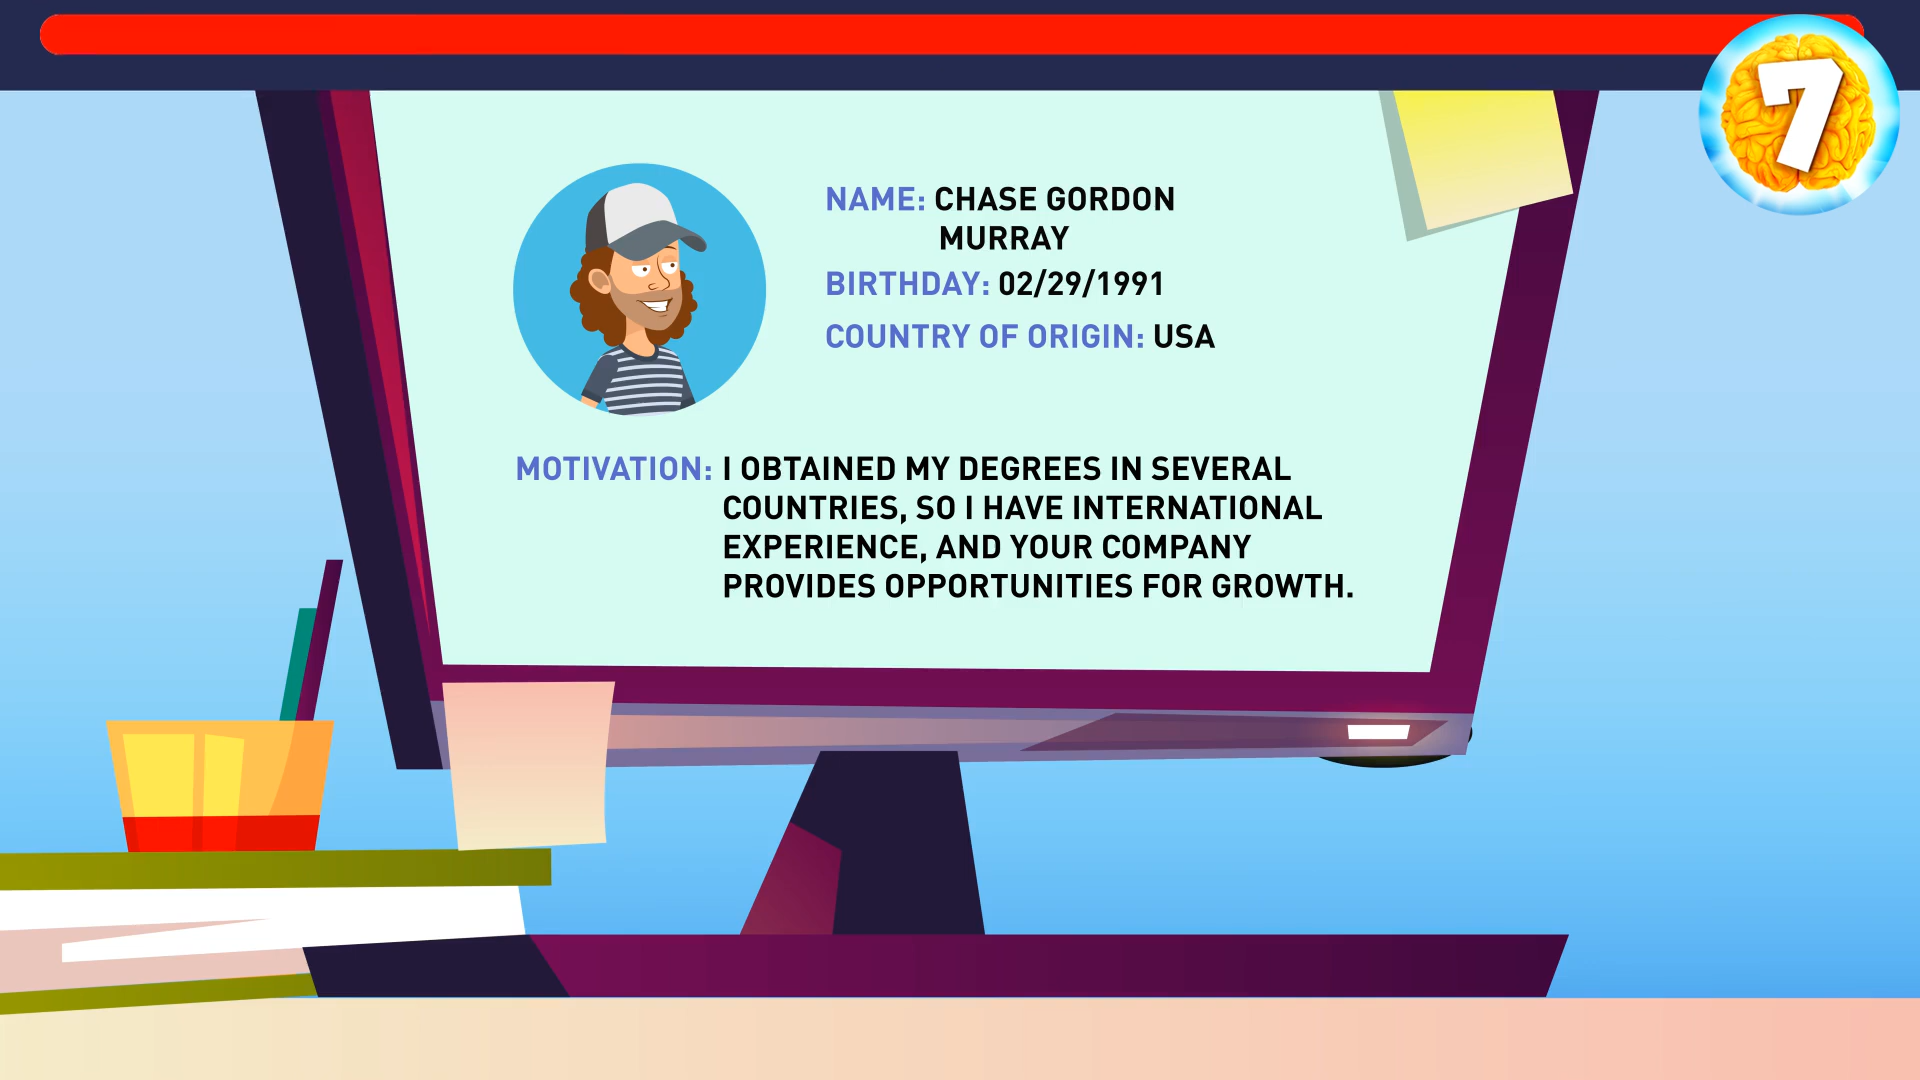 7
NAME: CHASE GORDON
MURRAY
BIRTHDAY: 02/29/1991
COUNTRY OF ORIGIN: USA
MOTIVATION: I OBTAINED MY DEGREES IN SEVERAL
COUNTRIES, SO I HAVE INTERNATIONAL
EXPERIENCE, AND YOUR COMPANY
PROVIDES OPPORTUNITIES FOR GROWTH.